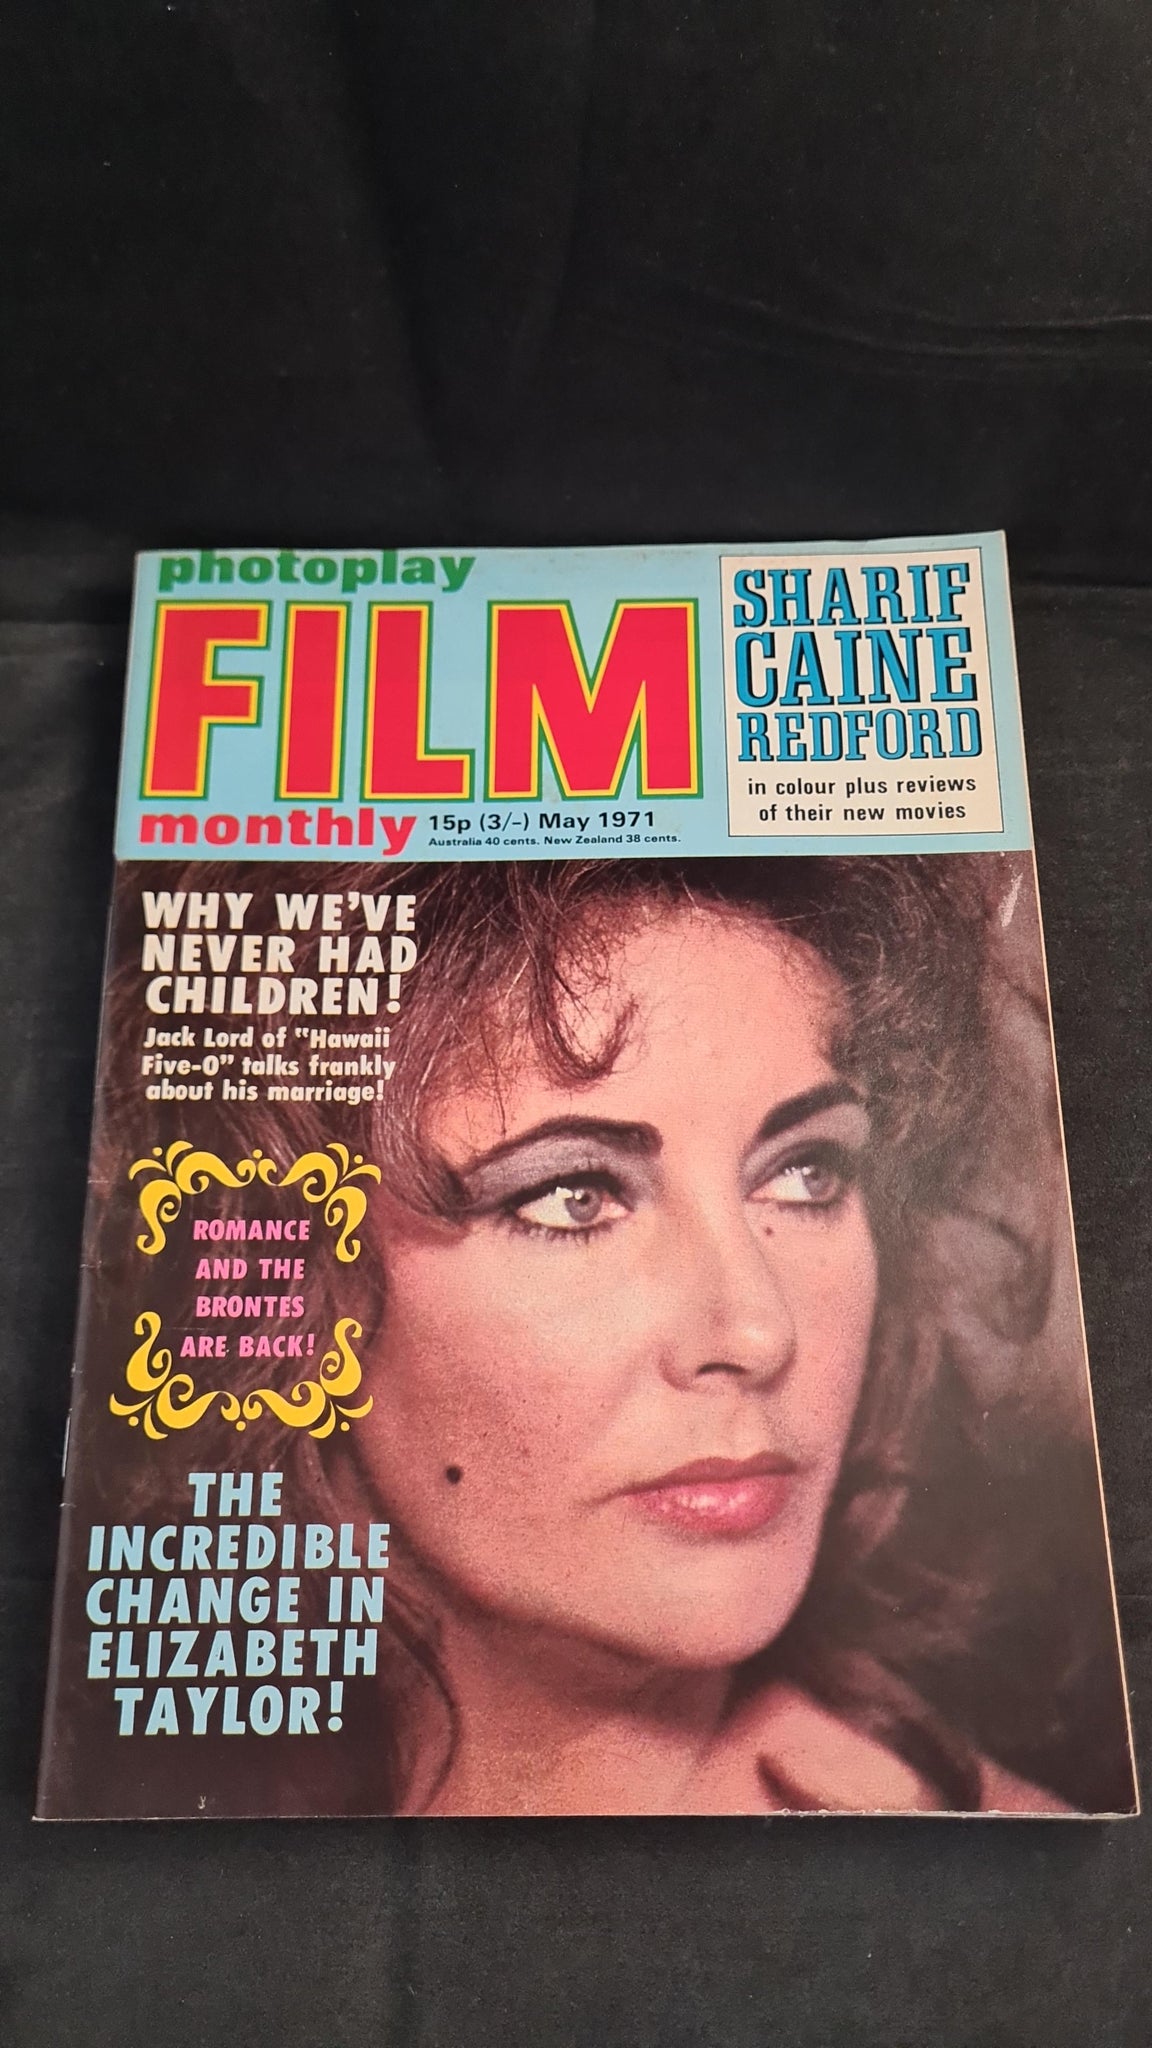 photoplay
FILM
monthly
15p (3/-) May 1971
Australia 40 cents. New Zealand 38 cents.
SHARIF
CAINE
REDFORD
in colour plus reviews
of their new movies
WHY WE'VE
NEVER HAD
CHILDREN!
Jack Lord of "Hawaii
Five-O" talks frankly
about his marriage!
ROMANCE
AND THE
BRONTES
ARE BACK!
THE
INCREDIBLE
CHANGE IN
ELIZABETH
TAYLOR!